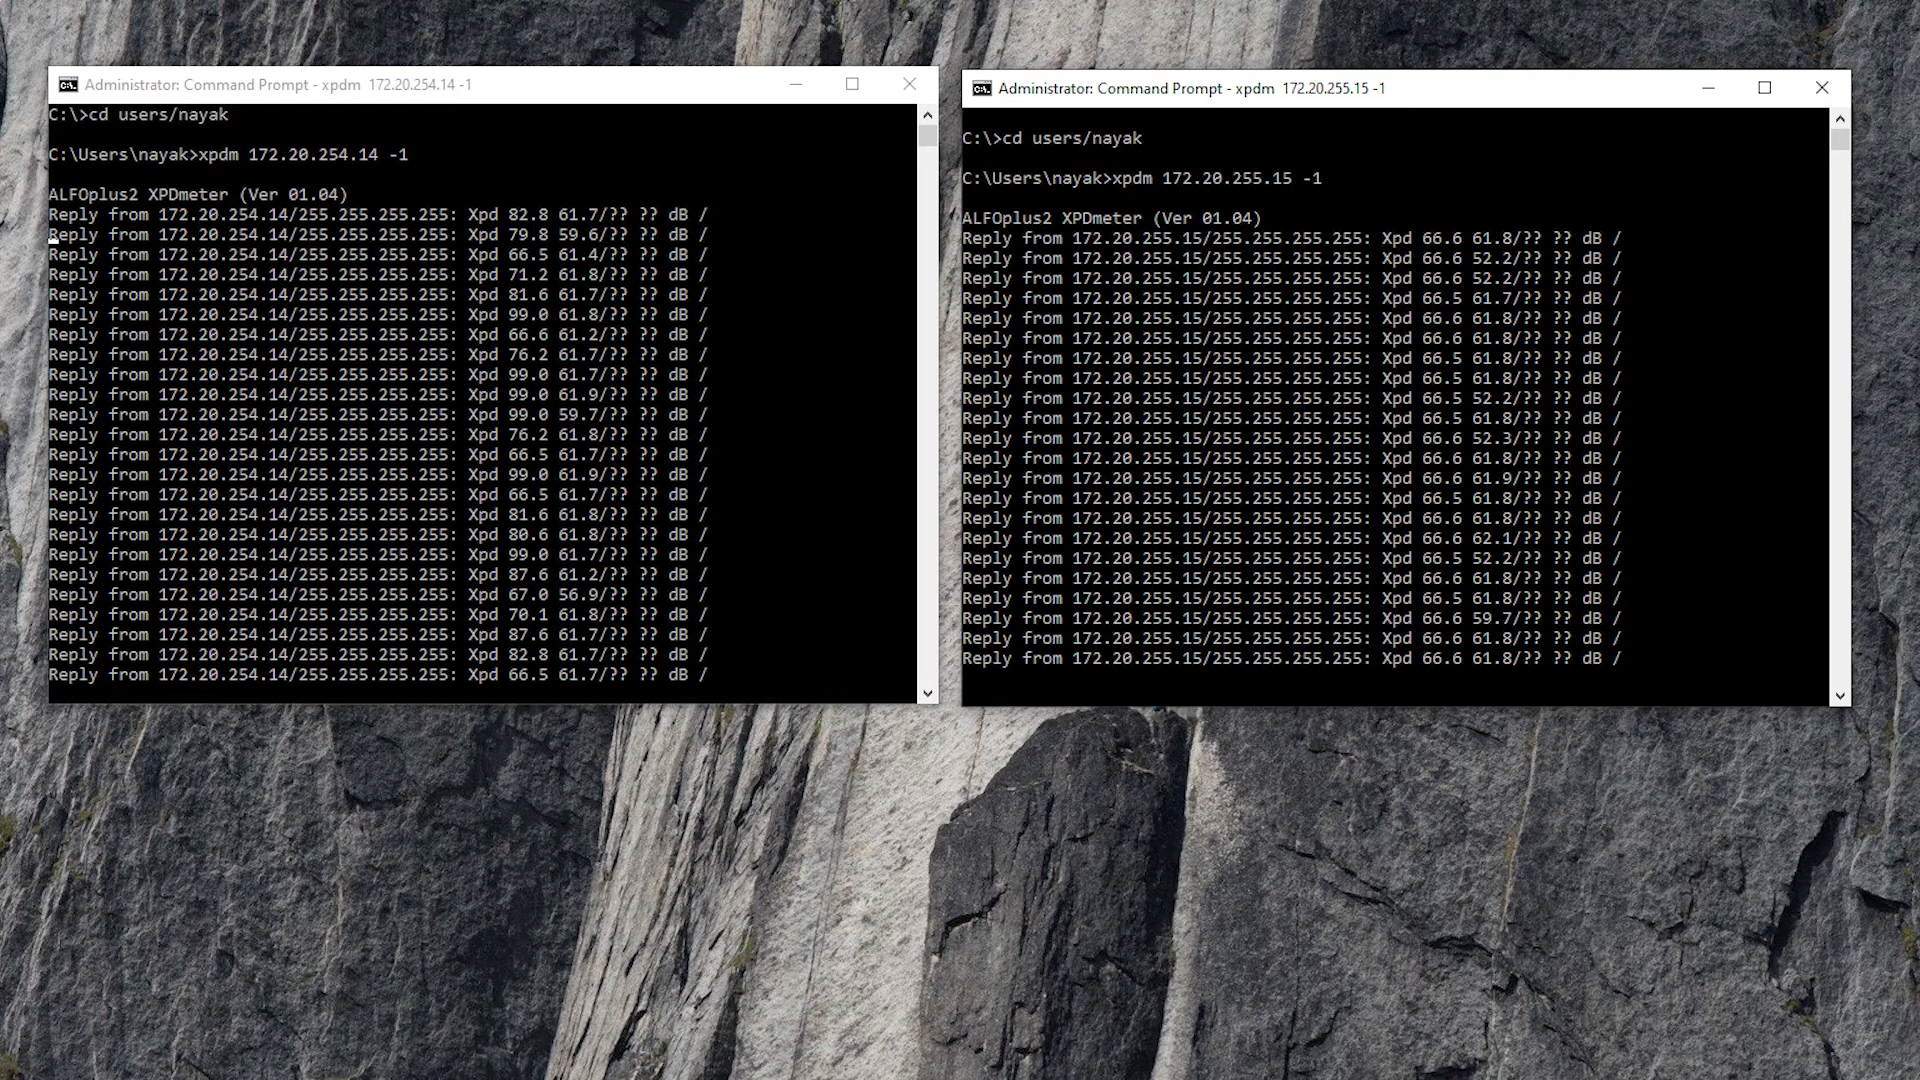 Administrator: Command Prompt - xpdm 172.20.254.14 -1
C:\>cd users/nayak
C:\Users\nayak>xpdm 172.20.254.14 -1
ALFOplus2 XPDmeter (Ver 01.04)
Reply from 172.20.254.14/255.255.255.255: Xpd 82.8 61.7/?? ?? dB /
Reply from 172.20.254.14/255.255.255.255: Xpd 79.8 59.6/?? ?? dB /
Reply from 172.20.254.14/255.255.255.255: Xpd 66.5 61.4/?? ?? dB /
Reply from 172.20.254.14/255.255.255.255: Xpd 71.2 61.8/?? ?? dB /
Reply from 172.20.254.14/255.255.255.255: Xpd 81.6 61.7/?? ?? dB /
Reply from 172.20.254.14/255.255.255.255: Xpd 99.0 61.8/?? ?? dB /
Reply from 172.20.254.14/255.255.255.255: Xpd 66.6 61.2/?? ?? dB /
Reply from 172.20.254.14/255.255.255.255: Xpd 76.2 61.7/?? ?? dB /
Reply from 172.20.254.14/255.255.255.255: Xpd 99.0 61.7/?? ?? dB /
Reply from 172.20.254.14/255.255.255.255: Xpd 99.0 61.9/?? ?? dB /
Reply from 172.20.254.14/255.255.255.255: Xpd 99.0 59.7/?? ?? dB /
Reply from 172.20.254.14/255.255.255.255: Xpd 76.2 61.8/?? ?? dB /
Reply from 172.20.254.14/255.255.255.255: Xpd 66.5 61.7/?? ?? dB /
Reply from 172.20.254.14/255.255.255.255: Xpd 99.0 61.9/?? ?? dB /
Reply from 172.20.254.14/255.255.255.255: Xpd 66.5 61.7/?? ?? dB /
Reply from 172.20.254.14/255.255.255.255: Xpd 81.6 61.8/?? ?? dB /
Reply from 172.20.254.14/255.255.255.255: Xpd 80.6 61.8/?? ?? dB /
Reply from 172.20.254.14/255.255.255.255: Xpd 99.0 61.7/?? ?? dB /
Reply from 172.20.254.14/255.255.255.255: Xpd 87.6 61.2/?? ?? dB /
Reply from 172.20.254.14/255.255.255.255: Xpd 67.0 56.9/?? ?? dB /
Reply from 172.20.254.14/255.255.255.255: Xpd 70.1 61.8/?? ?? dB /
Reply from 172.20.254.14/255.255.255.255: Xpd 87.6 61.7/?? ?? dB /
Reply from 172.20.254.14/255.255.255.255: Xpd 82.8 61.7/?? ?? dB /
Reply from 172.20.254.14/255.255.255.255: Xpd 66.5 61.7/?? ?? dB /
Administrator: Command Prompt - xpdm 172.20.255.15 -1
C:\>cd users/nayak
C:\Users\nayak>xpdm 172.20.255.15 -1
ALFOplus2 XPDmeter (Ver 01.04)
Reply from 172.20.255.15/255.255.255.255: Xpd 66.6 61.8/?? ?? dB /
Reply from 172.20.255.15/255.255.255.255: Xpd 66.6 52.2/?? ?? dB /
Reply from 172.20.255.15/255.255.255.255: Xpd 66.6 52.2/?? ?? dB /
Reply from 172.20.255.15/255.255.255.255: Xpd 66.5 61.7/?? ?? dB /
Reply from 172.20.255.15/255.255.255.255: Xpd 66.6 61.8/?? ?? dB /
Reply from 172.20.255.15/255.255.255.255: Xpd 66.6 61.8/?? ?? dB /
Reply from 172.20.255.15/255.255.255.255: Xpd 66.5 61.8/?? ?? dB /
Reply from 172.20.255.15/255.255.255.255: Xpd 66.5 61.8/?? ?? dB /
Reply from 172.20.255.15/255.255.255.255: Xpd 66.5 52.2/?? ?? dB /
Reply from 172.20.255.15/255.255.255.255: Xpd 66.5 61.8/?? ?? dB /
Reply from 172.20.255.15/255.255.255.255: Xpd 66.6 52.3/?? ?? dB /
Reply from 172.20.255.15/255.255.255.255: Xpd 66.6 61.8/?? ?? dB /
Reply from 172.20.255.15/255.255.255.255: Xpd 66.6 61.9/?? ?? dB /
Reply from 172.20.255.15/255.255.255.255: Xpd 66.5 61.8/?? ?? dB /
Reply from 172.20.255.15/255.255.255.255: Xpd 66.6 61.8/?? ?? dB /
Reply from 172.20.255.15/255.255.255.255: Xpd 66.6 62.1/?? ?? dB /
Reply from 172.20.255.15/255.255.255.255: Xpd 66.5 52.2/?? ?? dB /
Reply from 172.20.255.15/255.255.255.255: Xpd 66.6 61.8/?? ?? dB /
Reply from 172.20.255.15/255.255.255.255: Xpd 66.5 61.8/?? ?? dB /
Reply from 172.20.255.15/255.255.255.255: Xpd 66.6 59.7/?? ?? dB /
Reply from 172.20.255.15/255.255.255.255: Xpd 66.6 61.8/?? ?? dB /
Reply from 172.20.255.15/255.255.255.255: Xpd 66.6 61.8/?? ?? dB /